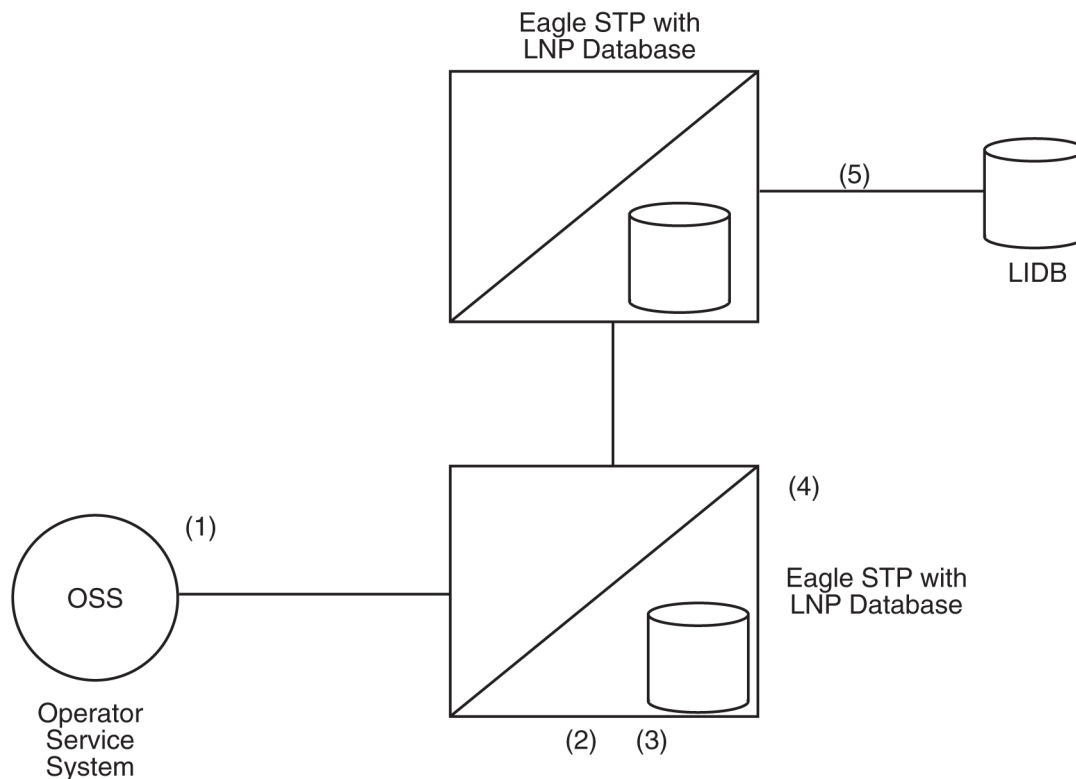 Eagle STP with
LNP Database
(5)
LIDB
(4)
(1)
Eagle STP with
LNP Database
OSS
Operator
Service
System
(2) (3)